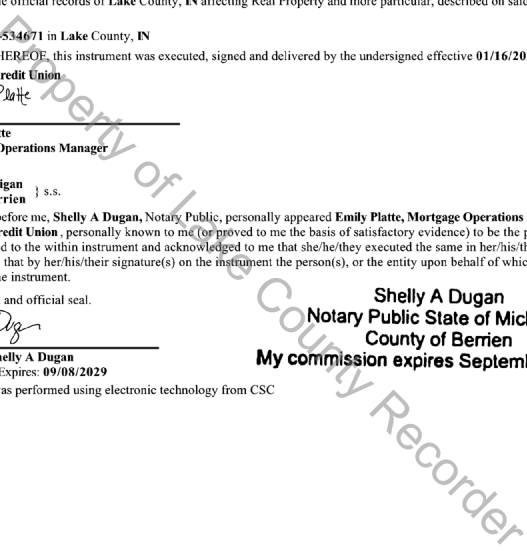 e official records of Lake County, IN affecting Real Property and more particular, described on said
-534671 in Lake County, IN
HEREOF, this instrument was executed, signed and delivered by the undersigned effective 01/16/20
redit Union
Platte
tte
Operations Manager
igan
rrien } s.s.
before me, Shelly A Dugan, Notary Public, personally appeared Emily Platte, Mortgage Operations
redit Union, personally known to me (or proved to me the basis of satisfactory evidence) to be the p
ed to the within instrument and acknowledged to me that she/he/they executed the same in her/his/th
that by her/his/their signature(s) on the instrument the person(s), or the entity upon behalf of whic
he instrument.
and official seal.
Shelly A Dugan
Notary Public State of Mic
County of Berrien
My commission expires Septem
helly A Dugan
Expires: 09/08/2029
as performed using electronic technology from CSC
Property of Lake County Recorder